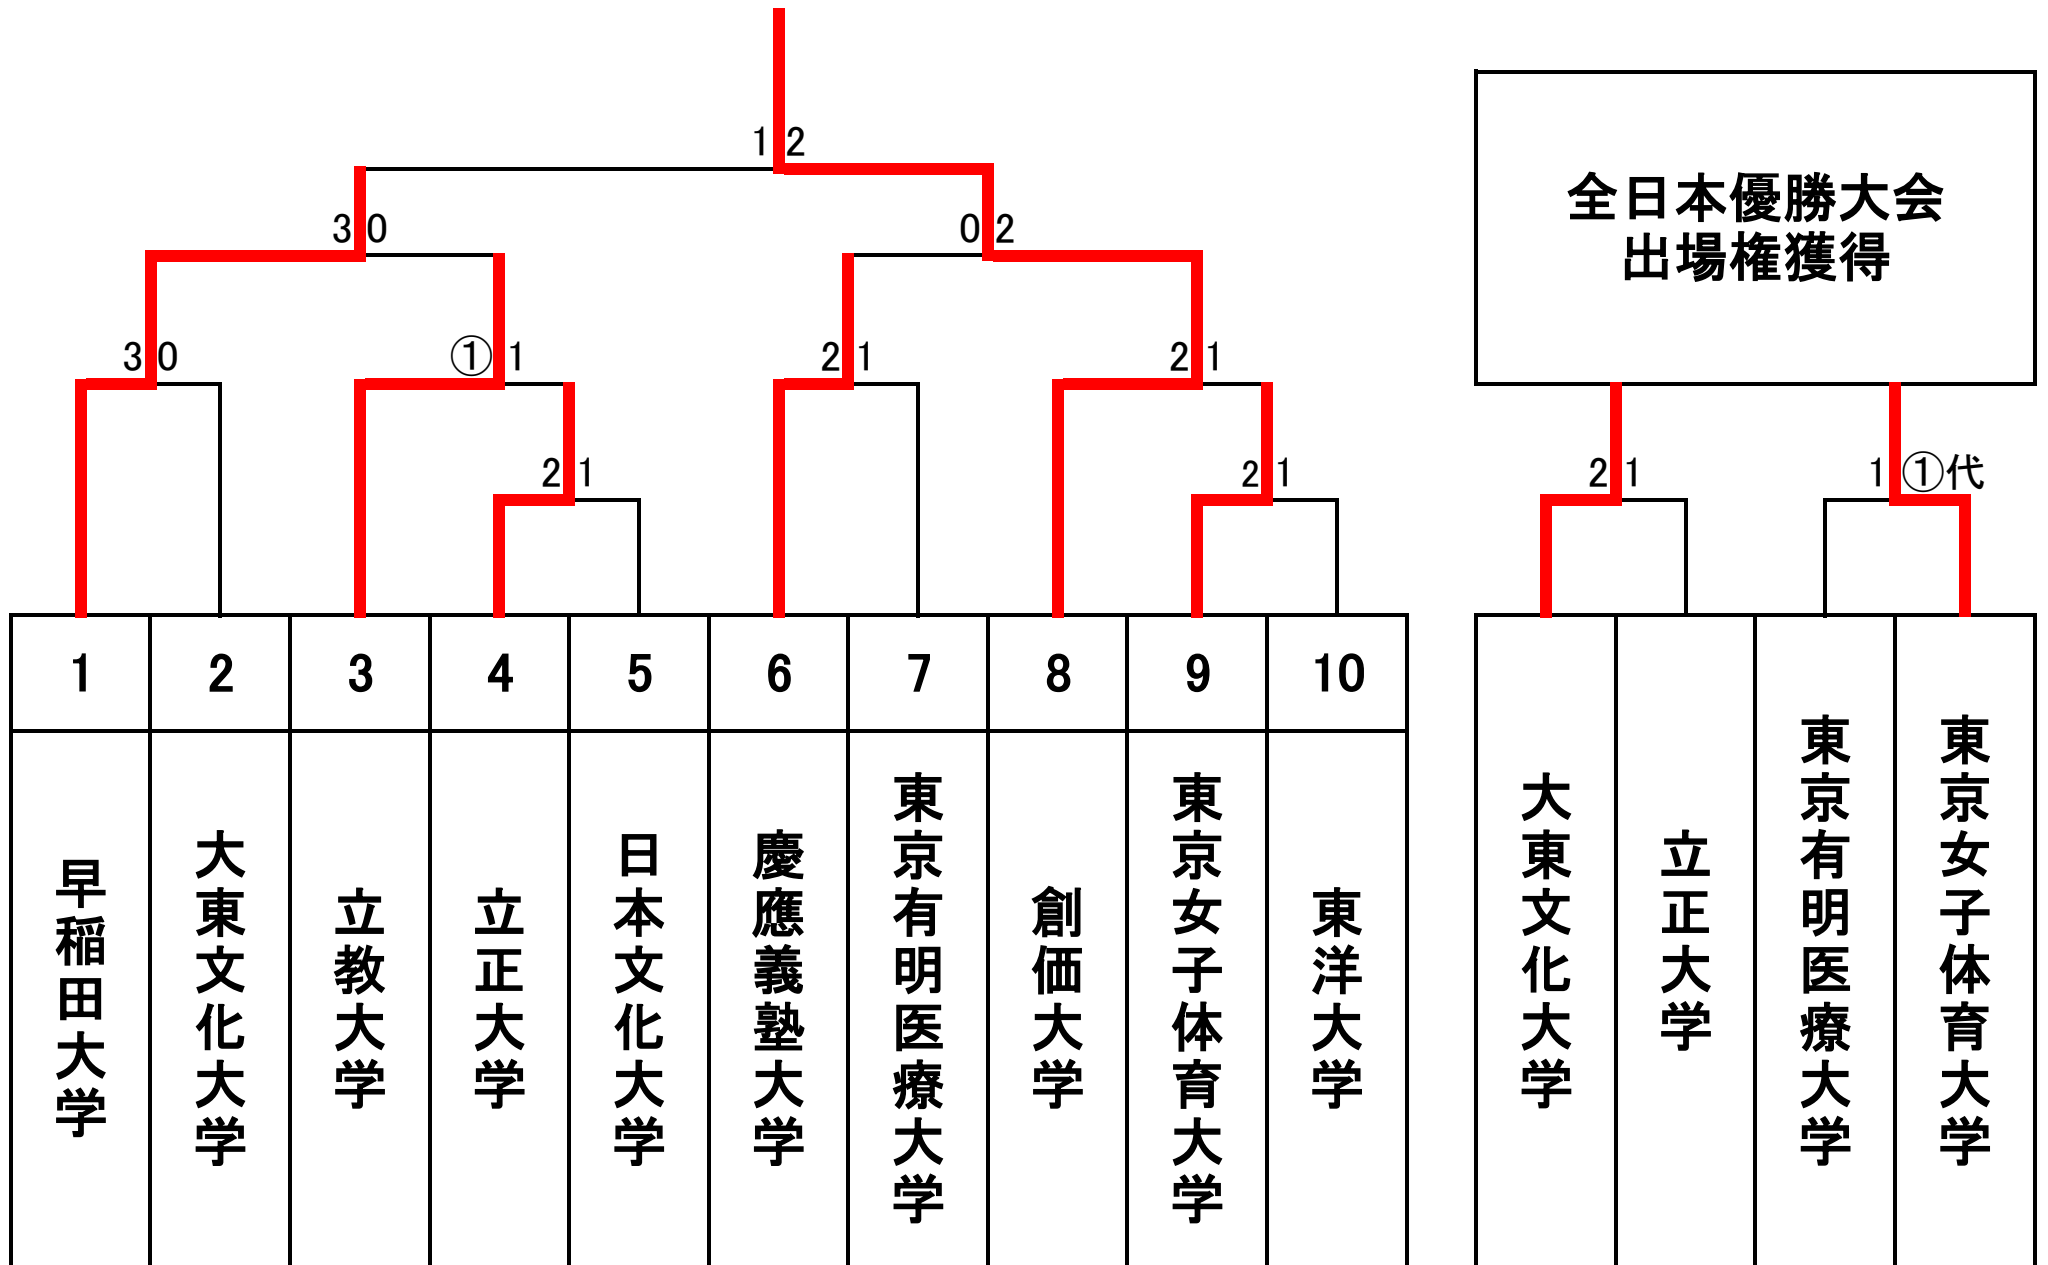 1 2
全日本優勝大会
出場権獲得
3 0
0 2
3 0
① 1
2 1
2 1
2 1
2 1
2 1
1 ①代
1
2
3
4
5
6
7
8
9
10
早稲田大学
大東文化大学
立教大学
立正大学
日本文化大学
慶應義塾大学
東京有明医療大学
創価大学
東京女子体育大学
東洋大学
大東文化大学
立正大学
東京有明医療大学
東京女子体育大学